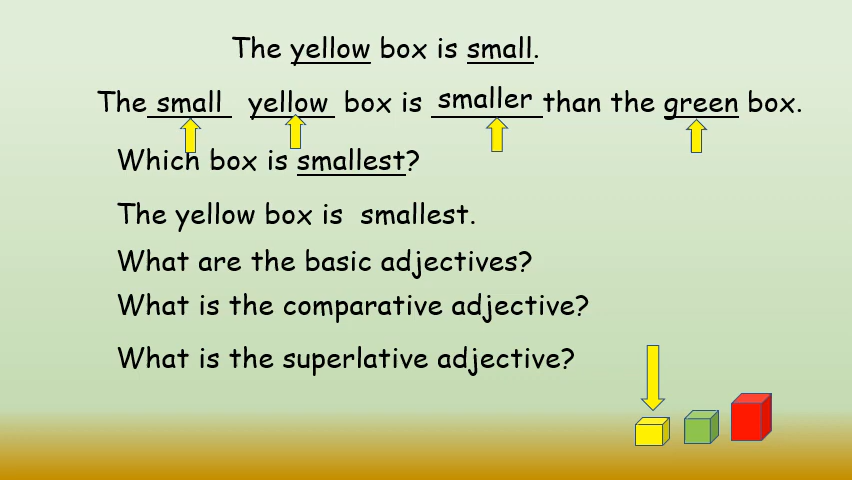 The yellow box is small.
The small yellow box is smaller than the green box.
Which box is smallest?
The yellow box is smallest.
What are the basic adjectives?
What is the comparative adjective?
What is the superlative adjective?